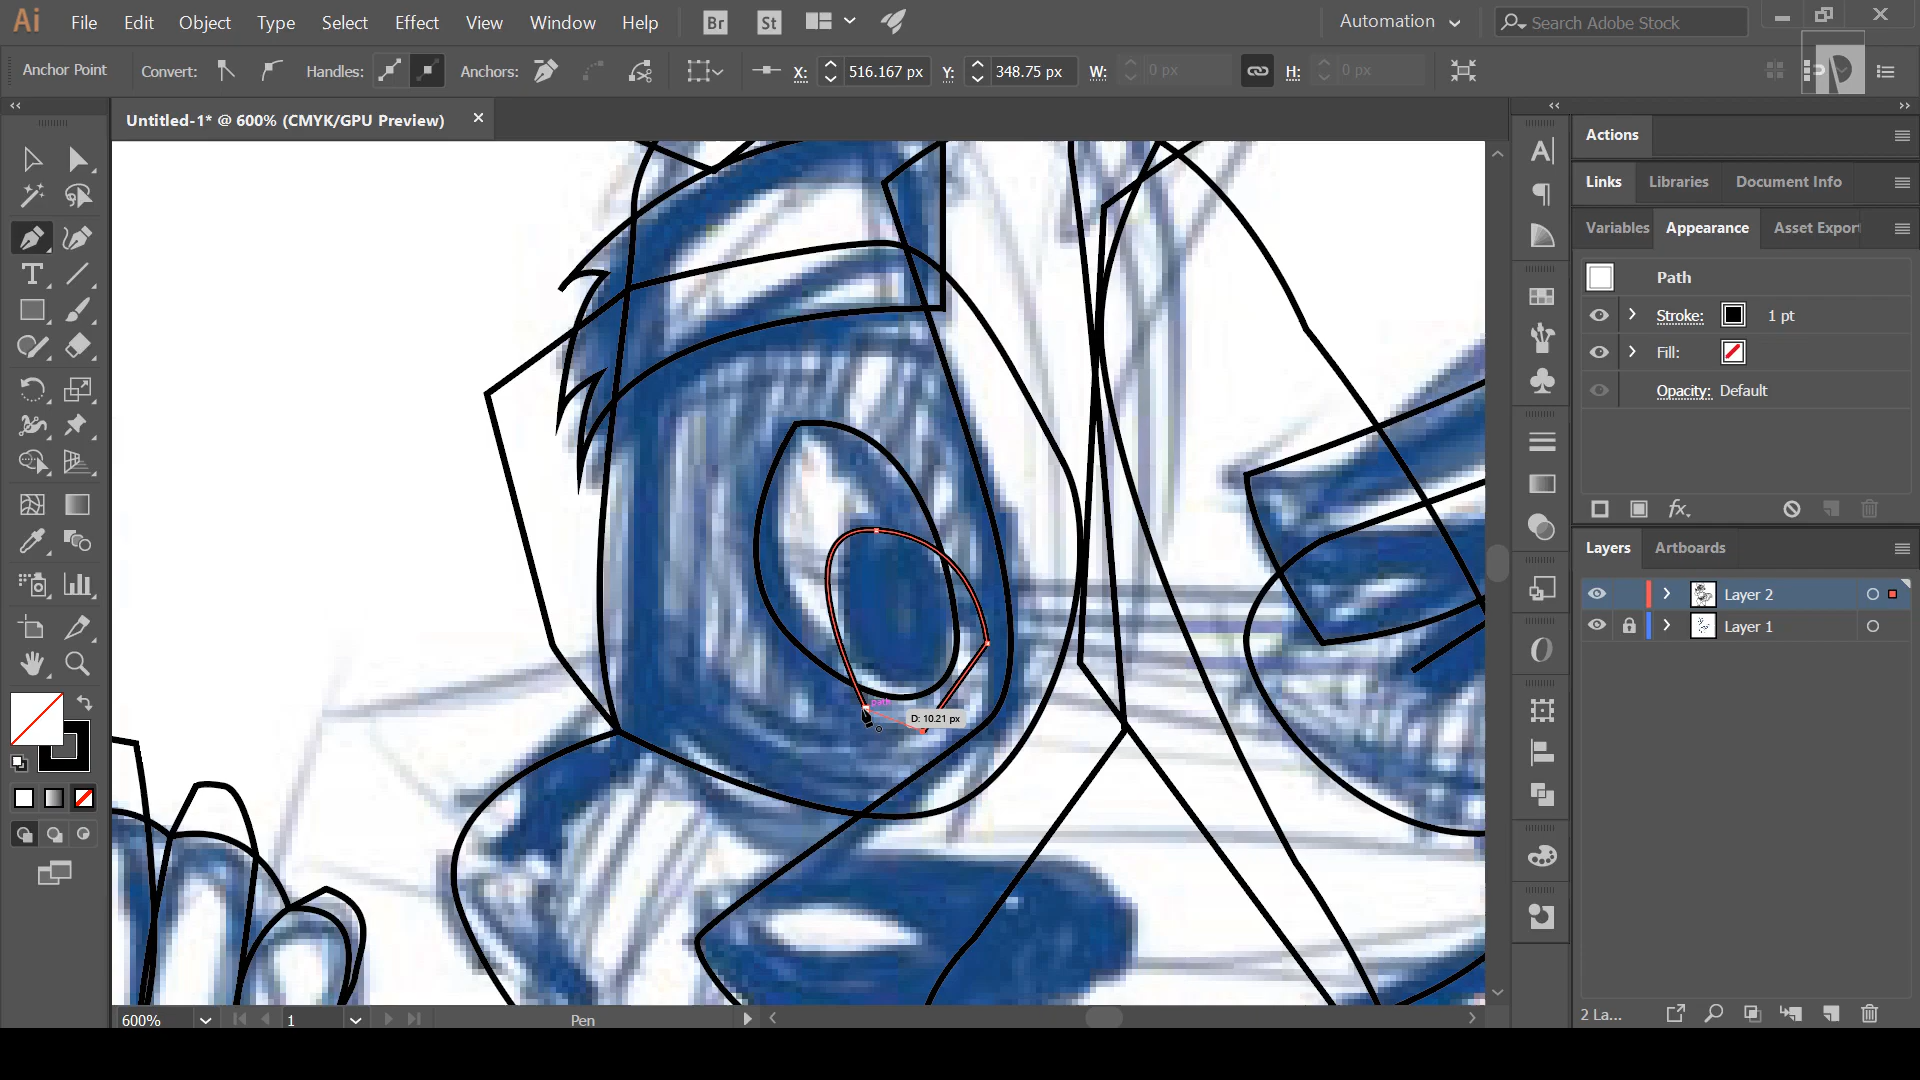 Ai File Edit Object Type Select Effect View Window Help Br St Automation Search Adobe Stock
Anchor Point Convert: Handles: Anchors: X: 516.167 px Y: 348.75 px W: 0 px H: 0 px
Untitled-1* @ 600% (CMYK/GPU Preview)
Actions
Links Libraries Document Info
Variables Appearance Asset Export
Path
Stroke: 1 pt
Fill:
Opacity: Default
Layers Artboards
Layer 2
Layer 1
path
D: 10.21 px
600% 1 Pen
2 La...